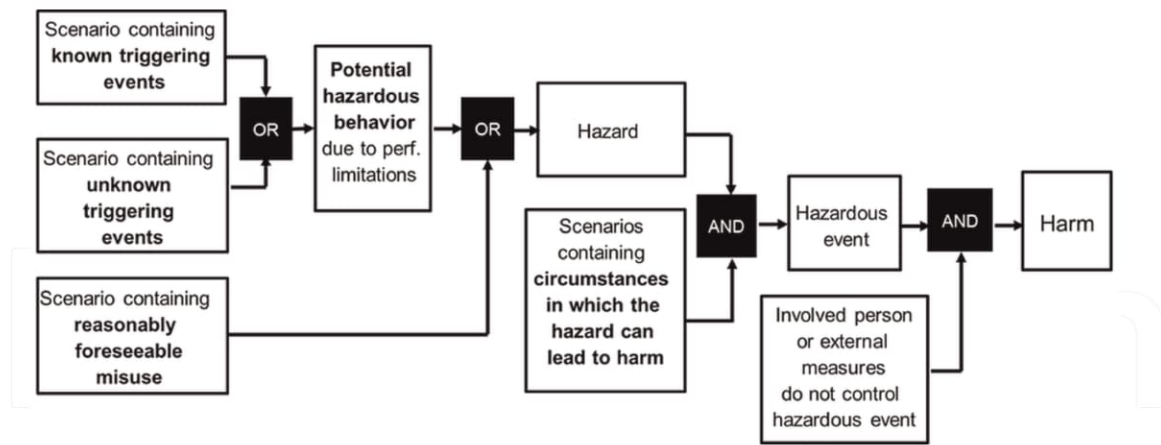 Scenario containing
known triggering
events
OR
Scenario containing
unknown
triggering
events
Scenario containing
reasonably
foreseeable
misuse
Potential
hazardous
behavior
due to perf.
limitations
OR
Hazard
Scenarios
containing
circumstances
in which the
hazard can
lead to harm
AND
Hazardous
event
Involved person
or external
measures
do not control
hazardous event
AND
Harm